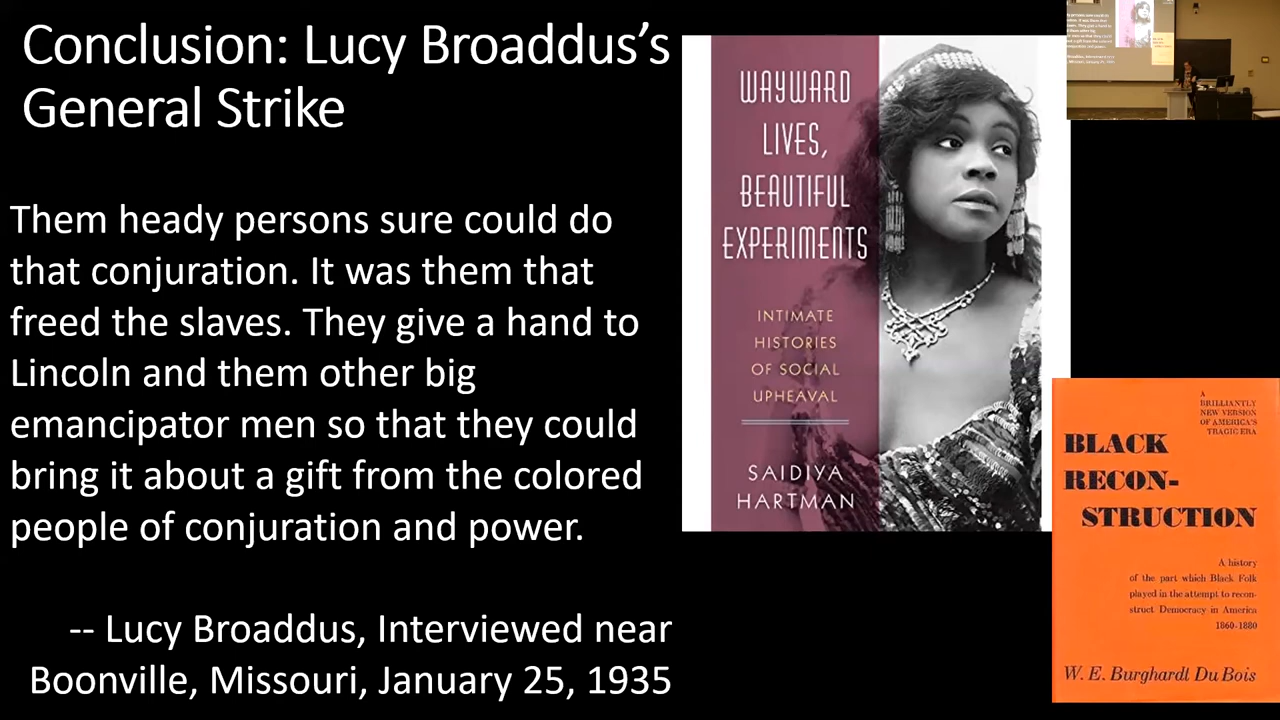 Conclusion: Lucy Broaddus’s
General Strike
Them heady persons sure could do
that conjuration. It was them that
freed the slaves. They give a hand to
Lincoln and them other big
emancipator men so that they could
bring it about a gift from the colored
people of conjuration and power.
-- Lucy Broaddus, Interviewed near
Boonville, Missouri, January 25, 1935
WAYWARD
LIVES,
BEAUTIFUL
EXPERIMENTS
INTIMATE
HISTORIES
OF SOCIAL
UPHEAVAL
SAIDIYA
HARTMAN
A
BRILLIANTLY
NEW VERSION
OF AMERICA'S
TRAGIC ERA
BLACK
RECON-
STRUCTION
A history
of the part which Black Folk
played in the attempt to recon-
struct Democracy in America
1860-1880
W. E. Burghardt Du Bois